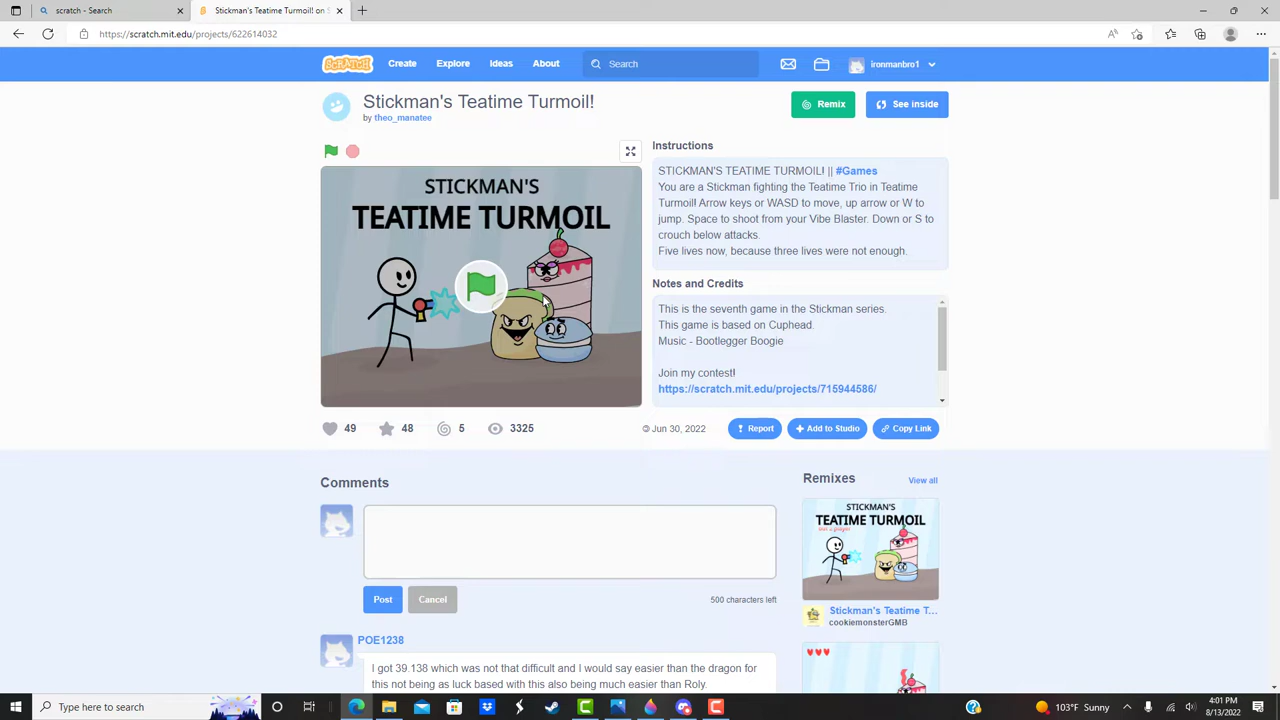 scratch - Search
Stickman's Teatime Turmoil! on S
https://scratch.mit.edu/projects/622614032
SCRATCH
Create
Explore
Ideas
About
Search
ironmanbro1
Stickman's Teatime Turmoil!
by theo_manatee
Remix
See inside
STICKMAN'S
TEATIME TURMOIL
Instructions
STICKMAN'S TEATIME TURMOIL! || #Games
You are a Stickman fighting the Teatime Trio in Teatime
Turmoil! Arrow keys or WASD to move, up arrow or W to
jump. Space to shoot from your Vibe Blaster. Down or S to
crouch below attacks.
Five lives now, because three lives were not enough.
Notes and Credits
This is the seventh game in the Stickman series.
This game is based on Cuphead.
Music - Bootlegger Boogie
Join my contest!
https://scratch.mit.edu/projects/715944586/
49
48
5
3325
Jun 30, 2022
Report
Add to Studio
Copy Link
Comments
Post
Cancel
500 characters left
POE1238
I got 39.138 which was not that difficult and I would say easier than the dragon for
this not being as luck based with this also being much easier than Roly.
Remixes
View all
STICKMAN'S
TEATIME TURMOIL
Stickman's Teatime T...
cookiemonsterGMB
Type here to search
103°F Sunny
4:01 PM
8/13/2022